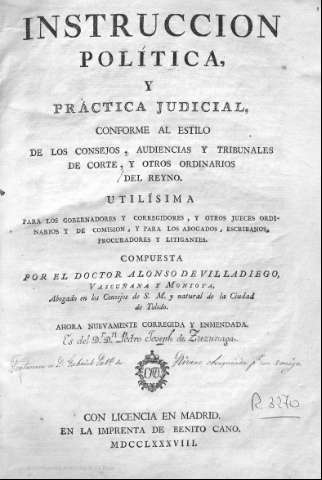 INSTRUCCION
POLÍTICA,
Y
PRÁCTICA JUDICIAL,
CONFORME AL ESTILO
DE LOS CONSEJOS, AUDIENCIAS Y TRIBUNALES
DE CORTE, Y OTROS ORDINARIOS
DEL REYNO.
UTILÍSIMA
PARA LOS GOBERNADORES Y CORREGIDORES, Y OTROS JUECES ORDI-
NARIOS Y DE COMISION, Y PARA LOS ABOGADOS, ESCRIBANOS,
PROCURADORES Y LITIGANTES.
COMPUESTA
POR EL DOCTOR ALONSO DE VILLADIEGO,
VASCUÑANA Y MONTOYA,
Abogado en los Consejos de S. M. y natural de la Ciudad
de Toledo.
AHORA NUEVAMENTE CORREGIDA Y ENMENDADA.
Es del Dr. Dn. Pedro Joseph de Zuzunaga
R. 3270
CON LICENCIA EN MADRID,
EN LA IMPRENTA DE BENITO CANO.
MDCCLXXXVIII.